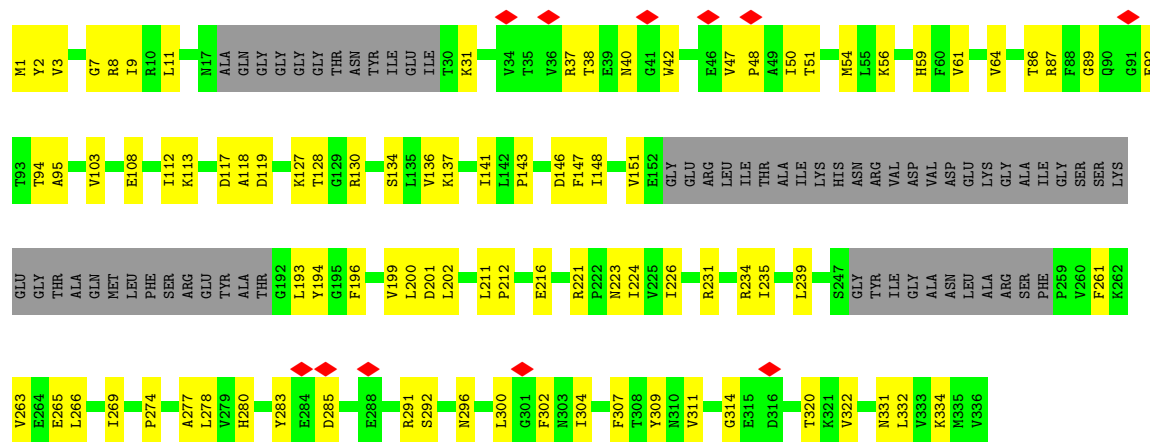 M1 Y2 V3 G7 R8 I9 R10 L11 N17 ALA GLN GLY GLY GLY GLY THR ASN TYR ILE GLU ILE T30 K31 V34 T35 V36 R37 T38 E39 N40 G41 W42 E46 V47 P48 A49 I50 T51 M54 L55 K56 H59 F60 V61 V64 T86 R87 F88 G89 Q90 G91 F92
T93 T94 A95 V103 E108 I112 K113 D117 A118 D119 K127 T128 G129 R130 S134 L135 V136 K137 I141 L142 P143 D146 F147 I148 V151 E152 GLY GLU ARG LEU ILE THR ALA ILE LYS HIS ASN ARG VAL ASP VAL ASP GLU LYS GLY ALA ILE GLY SER SER LYS
GLU GLY THR ALA GLN MET LEU PHE SER ARG GLU TYR ALA THR G192 L193 Y194 G195 F196 V199 L200 D201 L202 L211 P212 E216 R221 P222 N223 I224 V225 I226 R231 R234 I235 L239 S247 GLY TYR ILE GLY ALA ASN LEU ALA ARG SER PHE P259 V260 F261 K262
V263 E264 E265 L266 I269 P274 A277 L278 V279 H280 Y283 E284 D285 E288 R291 S292 N296 L300 G301 F302 N303 I304 F307 T308 Y309 N310 V311 G314 E315 D316 T320 K321 V322 N331 L332 V333 K334 M335 V336